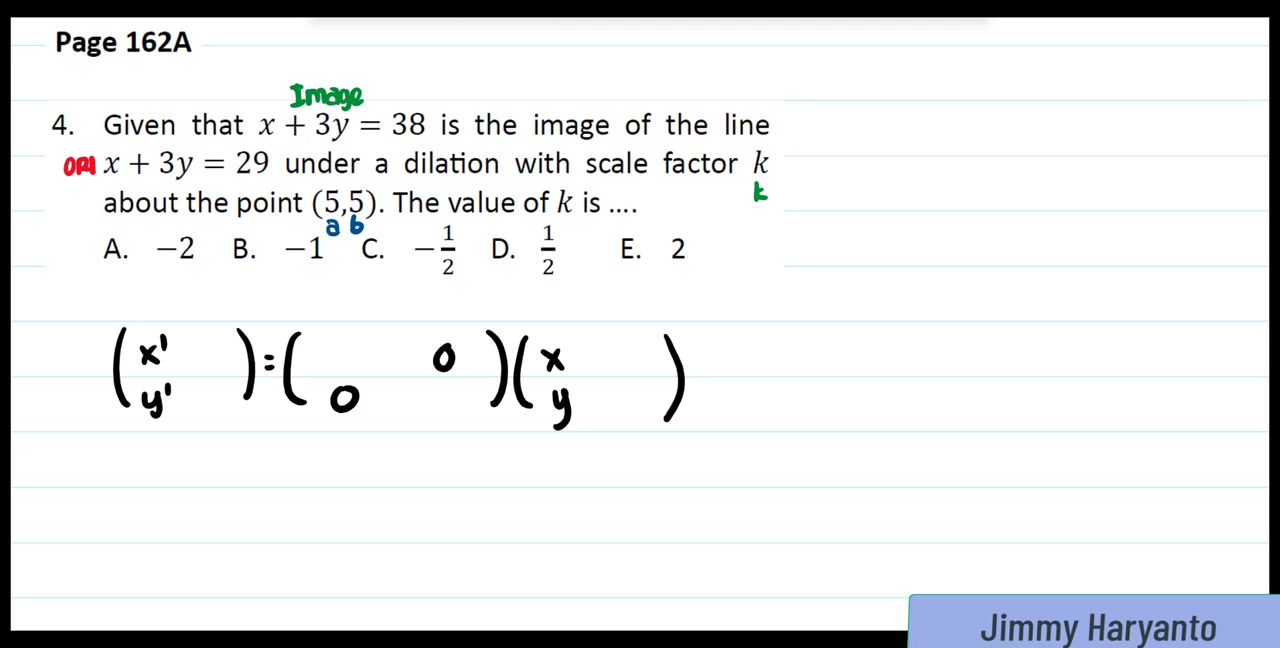 Page 162A
Image
4. Given that x + 3y = 38 is the image of the line
ORI x + 3y = 29 under a dilation with scale factor k
k
about the point (5,5). The value of k is ....
a b
A. −2 B. −1 C. −1/2 D. 1/2 E. 2
(x' ) = ( 0 ) (x )
(y' ) ( 0 ) (y )
Jimmy Haryanto